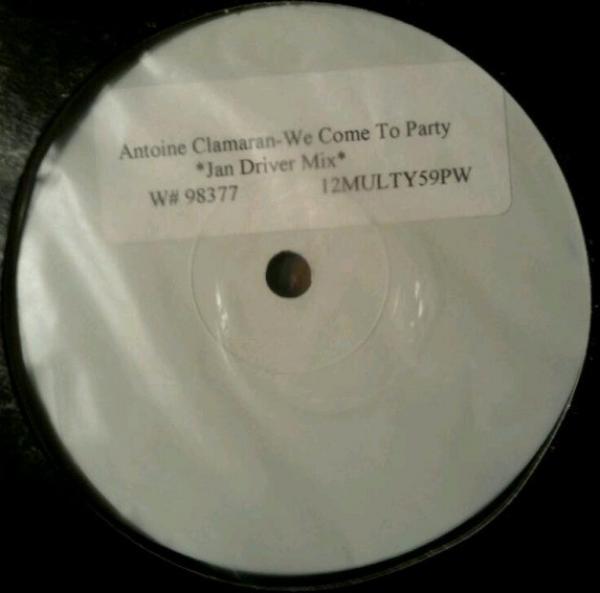 Antoine Clamaran-We Come To Party
*Jan Driver Mix*
W# 98377 12MULTY59PW